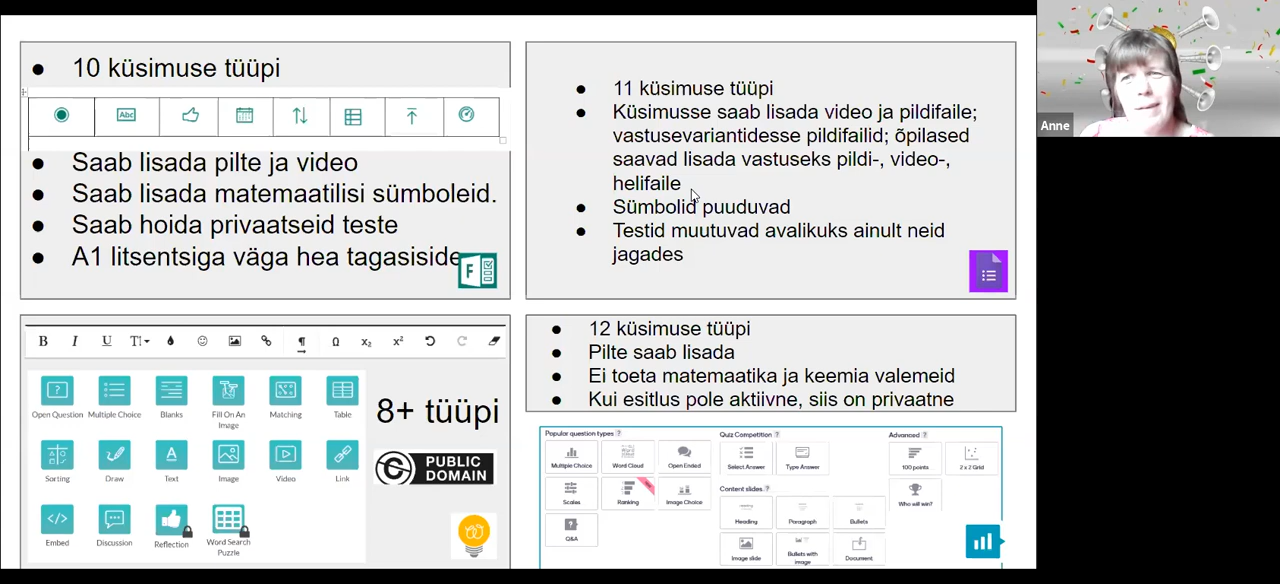 10 küsimuse tüüpi
Abc
Saab lisada pilte ja video
Saab lisada matemaatilisi sümboleid.
Saab hoida privaatseid teste
A1 litsentsiga väga hea tagasiside
F
11 küsimuse tüüpi
Küsimusse saab lisada video ja pildifaile;
vastusevariantidesse pildifailid; õpilased
saavad lisada vastuseks pildi-, video-,
helifaile
Sümbolid puuduvad
Testid muutuvad avalikuks ainult neid
jagades
Anne
B I U T Ω x₂ x²
Open Question Multiple Choice Blanks Fill On An Image Matching Table
Sorting Draw Text Image Video Link
Embed Discussion Reflection Word Search Puzzle
8+ tüüpi
PUBLIC
DOMAIN
12 küsimuse tüüpi
Pilte saab lisada
Ei toeta matemaatika ja keemia valemeid
Kui esitlus pole aktiivne, siis on privaatne
Popular question types ?
Multiple Choice Word Cloud Open Ended
Scales Ranking Image Choice
Q&A
Quiz Competition ?
Select Answer Type Answer
Content slides ?
Heading Paragraph Bullets
Image slide Bullets with image Document
Advanced ?
100 points 2 x 2 Grid
Who will win?